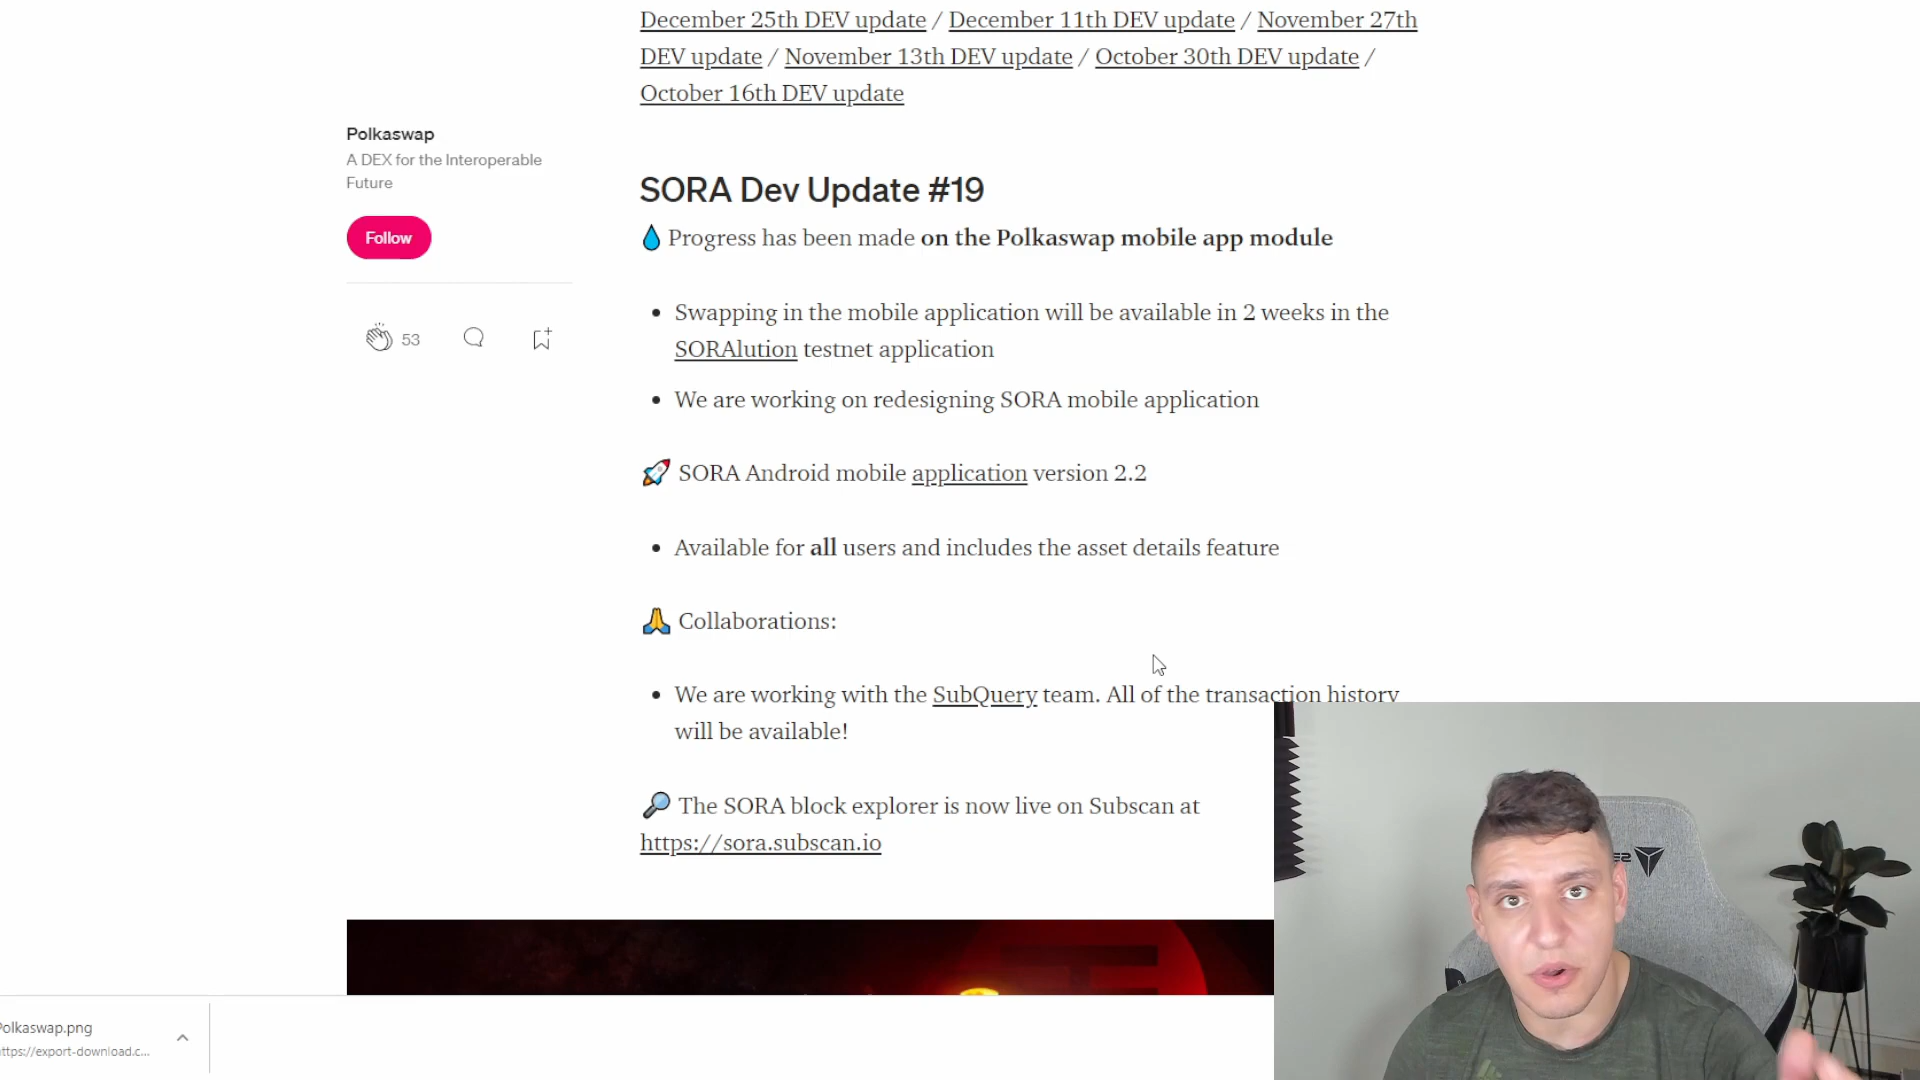 December 25th DEV update / December 11th DEV update / November 27th
DEV update / November 13th DEV update / October 30th DEV update /
October 16th DEV update
Polkaswap
A DEX for the Interoperable
Future
Follow
53
SORA Dev Update #19
💧 Progress has been made on the Polkaswap mobile app module
• Swapping in the mobile application will be available in 2 weeks in the
SORAlution testnet application
• We are working on redesigning SORA mobile application
🚀 SORA Android mobile application version 2.2
• Available for all users and includes the asset details feature
🙏 Collaborations:
• We are working with the SubQuery team. All of the transaction history
will be available!
🔎 The SORA block explorer is now live on Subscan at
https://sora.subscan.io
Polkaswap.png
ttps://export-download.c...